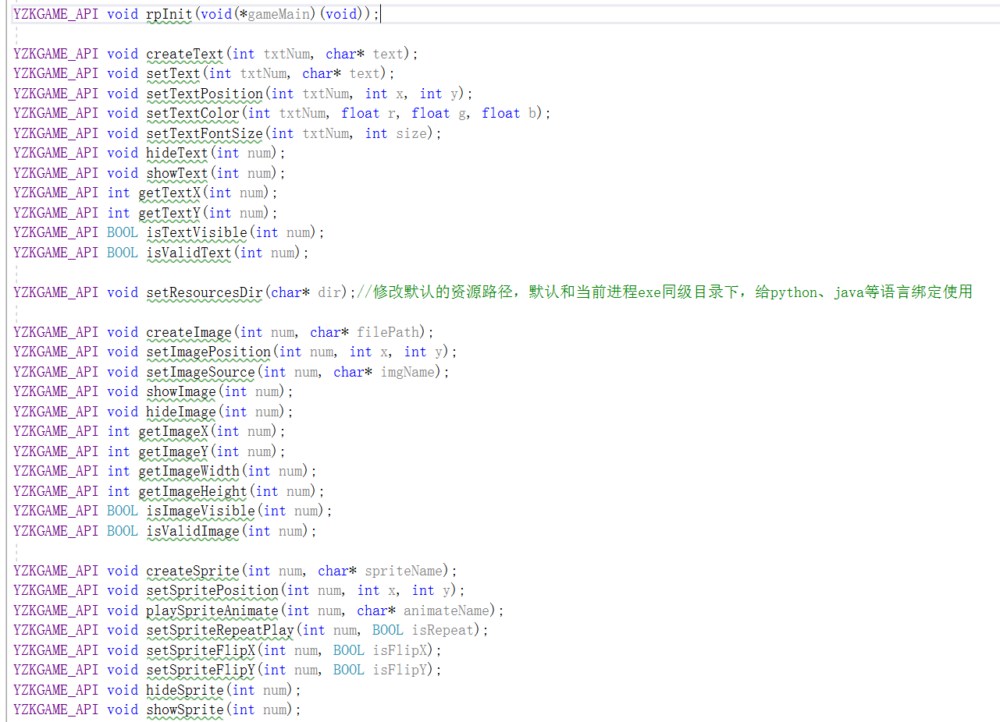 YZKGAME_API void rpInit(void(*gameMain)(void));
YZKGAME_API void createText(int txtNum, char* text);
YZKGAME_API void setText(int txtNum, char* text);
YZKGAME_API void setTextPosition(int txtNum, int x, int y);
YZKGAME_API void setTextColor(int txtNum, float r, float g, float b);
YZKGAME_API void setTextFontSize(int txtNum, int size);
YZKGAME_API void hideText(int num);
YZKGAME_API void showText(int num);
YZKGAME_API int getTextX(int num);
YZKGAME_API int getTextY(int num);
YZKGAME_API BOOL isTextVisible(int num);
YZKGAME_API BOOL isValidText(int num);
YZKGAME_API void setResourcesDir(char* dir);//修改默认的资源路径，默认和当前进程exe同级目录下，给python、java等语言绑定使用
YZKGAME_API void createImage(int num, char* filePath);
YZKGAME_API void setImagePosition(int num, int x, int y);
YZKGAME_API void setImageSource(int num, char* imgName);
YZKGAME_API void showImage(int num);
YZKGAME_API void hideImage(int num);
YZKGAME_API int getImageX(int num);
YZKGAME_API int getImageY(int num);
YZKGAME_API int getImageWidth(int num);
YZKGAME_API int getImageHeight(int num);
YZKGAME_API BOOL isImageVisible(int num);
YZKGAME_API BOOL isValidImage(int num);
YZKGAME_API void createSprite(int num, char* spriteName);
YZKGAME_API void setSpritePosition(int num, int x, int y);
YZKGAME_API void playSpriteAnimate(int num, char* animateName);
YZKGAME_API void setSpriteRepeatPlay(int num, BOOL isRepeat);
YZKGAME_API void setSpriteFlipX(int num, BOOL isFlipX);
YZKGAME_API void setSpriteFlipY(int num, BOOL isFlipY);
YZKGAME_API void hideSprite(int num);
YZKGAME_API void showSprite(int num);